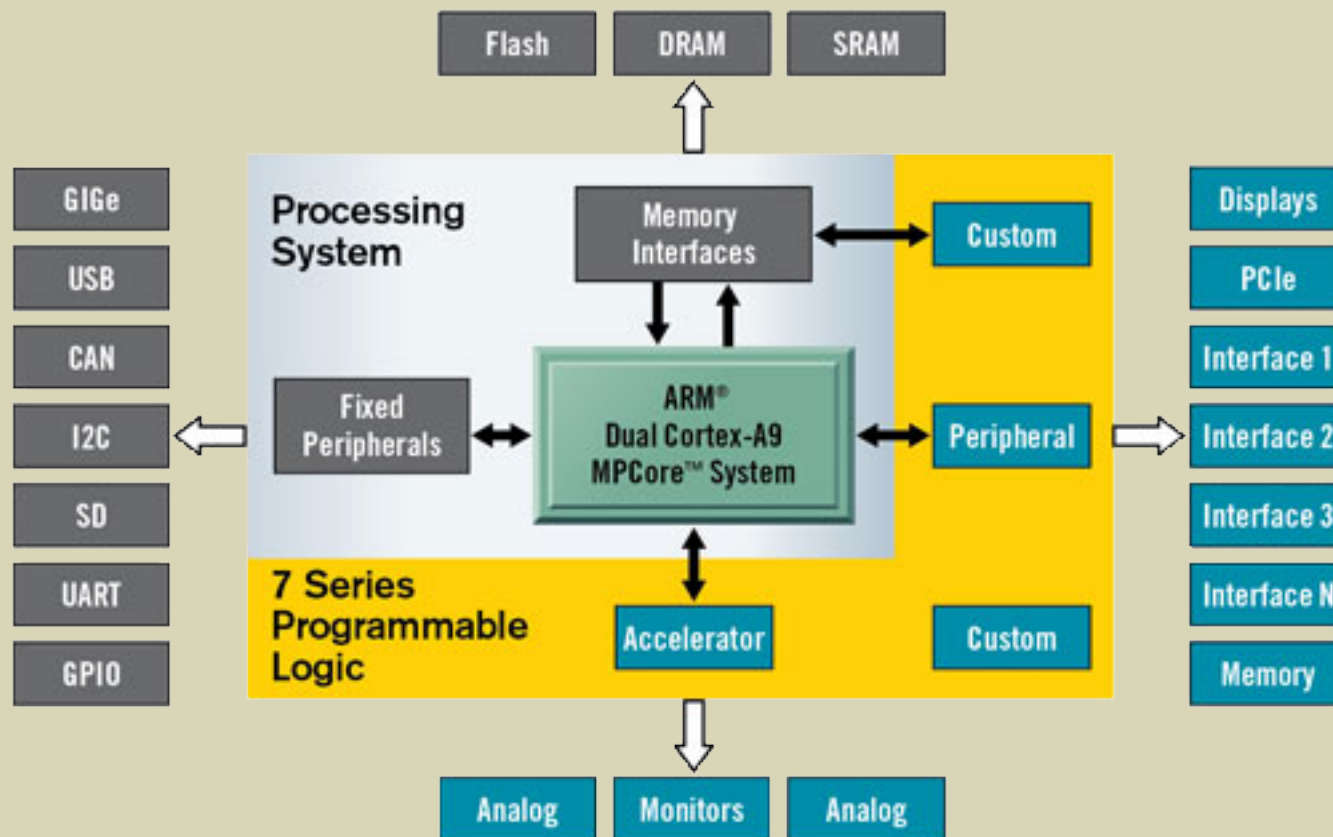 Flash
DRAM
SRAM
GIGe
USB
CAN
I2C
SD
UART
GPIO
Processing
System
Memory
Interfaces
Custom
Fixed
Peripherals
ARM®
Dual Cortex-A9
MPCore™ System
Peripheral
7 Series
Programmable
Logic
Accelerator
Custom
Displays
PCIe
Interface 1
Interface 2
Interface 3
Interface N
Memory
Analog
Monitors
Analog